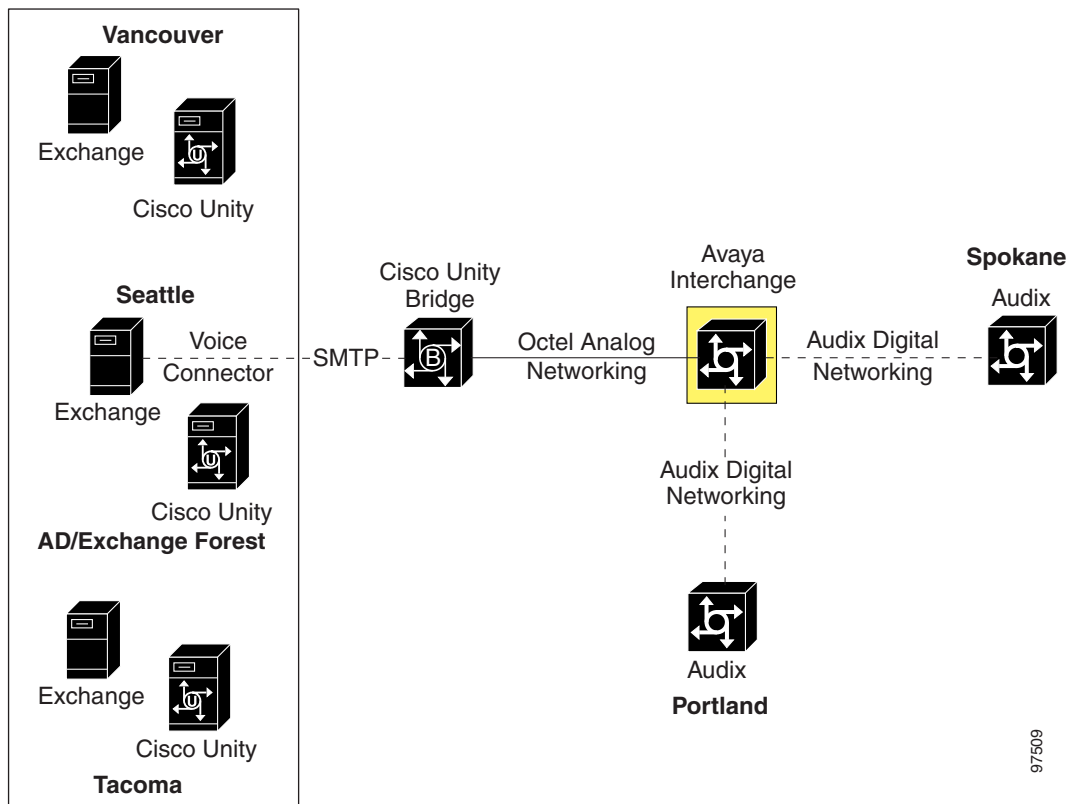 Vancouver
Exchange
Cisco Unity
Seattle
Voice
Connector
Exchange
Cisco Unity
AD/Exchange Forest
Exchange
Cisco Unity
Tacoma
SMTP
Cisco Unity
Bridge
B
Octel Analog
Networking
Avaya
Interchange
Audix Digital
Networking
Spokane
Audix
Audix Digital
Networking
Audix
Portland
97509
U
U
U